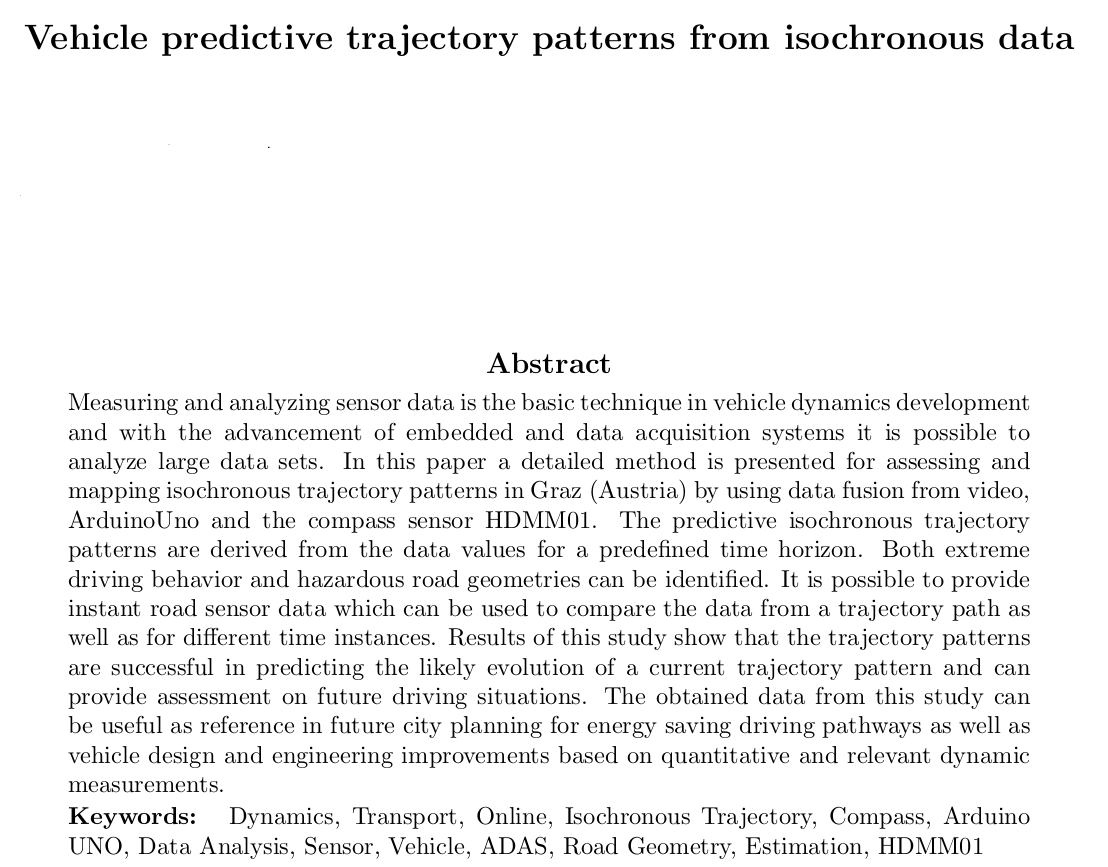 Vehicle predictive trajectory patterns from isochronous data
Abstract
Measuring and analyzing sensor data is the basic technique in vehicle dynamics development
and with the advancement of embedded and data acquisition systems it is possible to
analyze large data sets. In this paper a detailed method is presented for assessing and
mapping isochronous trajectory patterns in Graz (Austria) by using data fusion from video,
ArduinoUno and the compass sensor HDMM01. The predictive isochronous trajectory
patterns are derived from the data values for a predefined time horizon. Both extreme
driving behavior and hazardous road geometries can be identified. It is possible to provide
instant road sensor data which can be used to compare the data from a trajectory path as
well as for different time instances. Results of this study show that the trajectory patterns
are successful in predicting the likely evolution of a current trajectory pattern and can
provide assessment on future driving situations. The obtained data from this study can
be useful as reference in future city planning for energy saving driving pathways as well as
vehicle design and engineering improvements based on quantitative and relevant dynamic
measurements.
Keywords: Dynamics, Transport, Online, Isochronous Trajectory, Compass, Arduino
UNO, Data Analysis, Sensor, Vehicle, ADAS, Road Geometry, Estimation, HDMM01